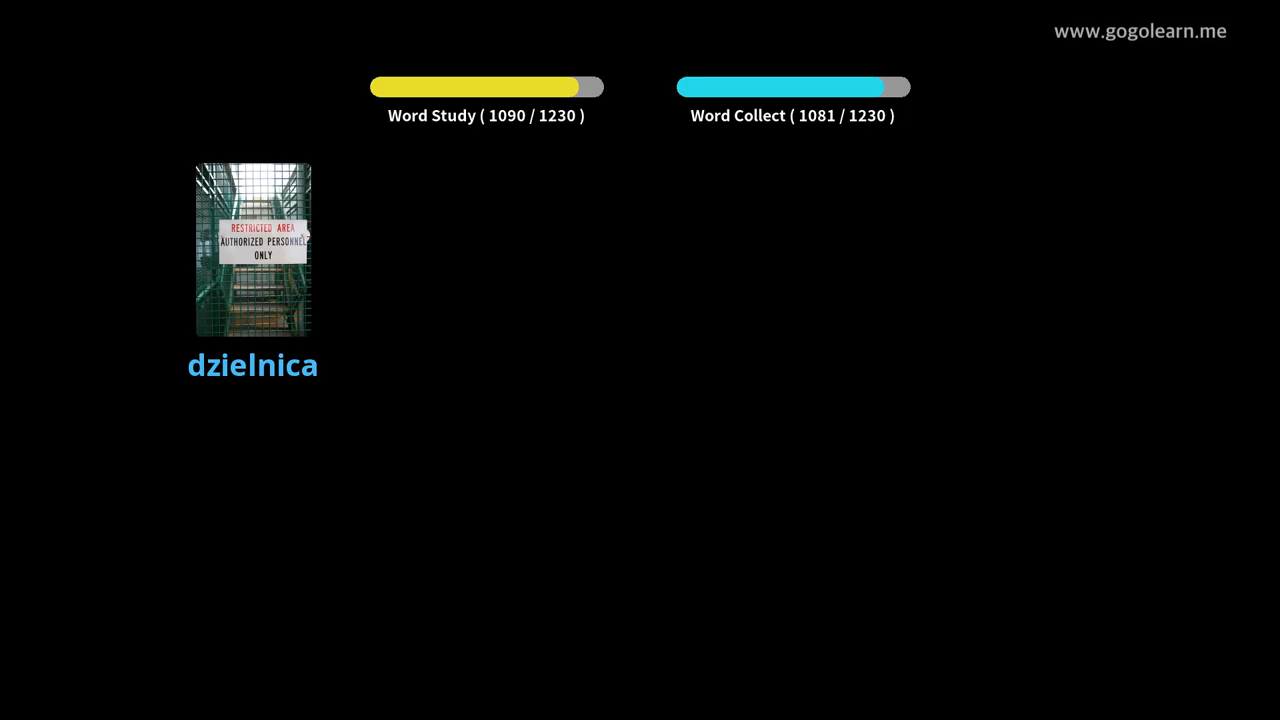 www.gogolearn.me
Word Study ( 1090 / 1230 )
Word Collect ( 1081 / 1230 )
RESTRICTED AREA
AUTHORIZED PERSONNEL
ONLY
dzielnica